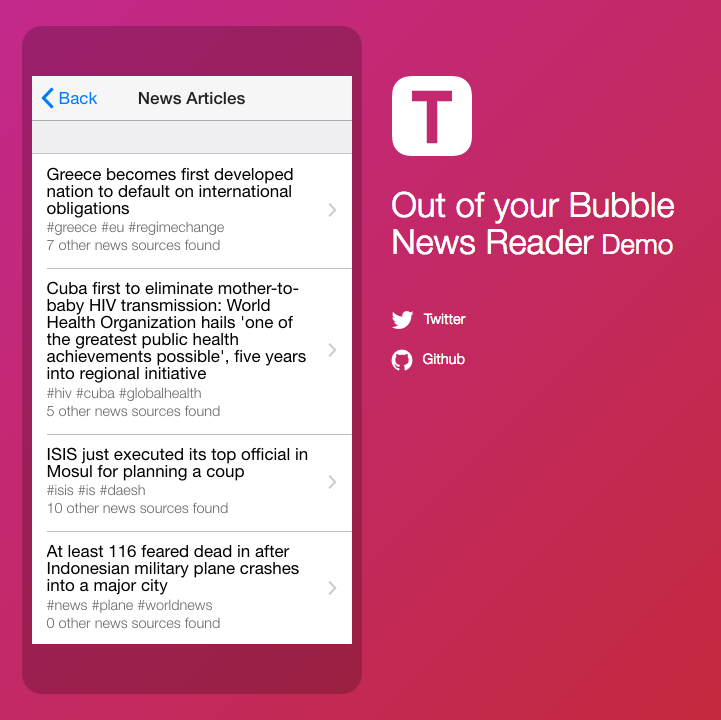 Back
News Articles
Greece becomes first developed
nation to default on international
obligations
#greece #eu #regimechange
7 other news sources found
Cuba first to eliminate mother-to-
baby HIV transmission: World
Health Organization hails 'one of
the greatest public health
achievements possible', five years
into regional initiative
#hiv #cuba #globalhealth
5 other news sources found
ISIS just executed its top official in
Mosul for planning a coup
#isis #is #daesh
10 other news sources found
At least 116 feared dead in after
Indonesian military plane crashes
into a major city
#news #plane #worldnews
0 other news sources found
T
Out of your Bubble
News Reader Demo
Twitter
Github